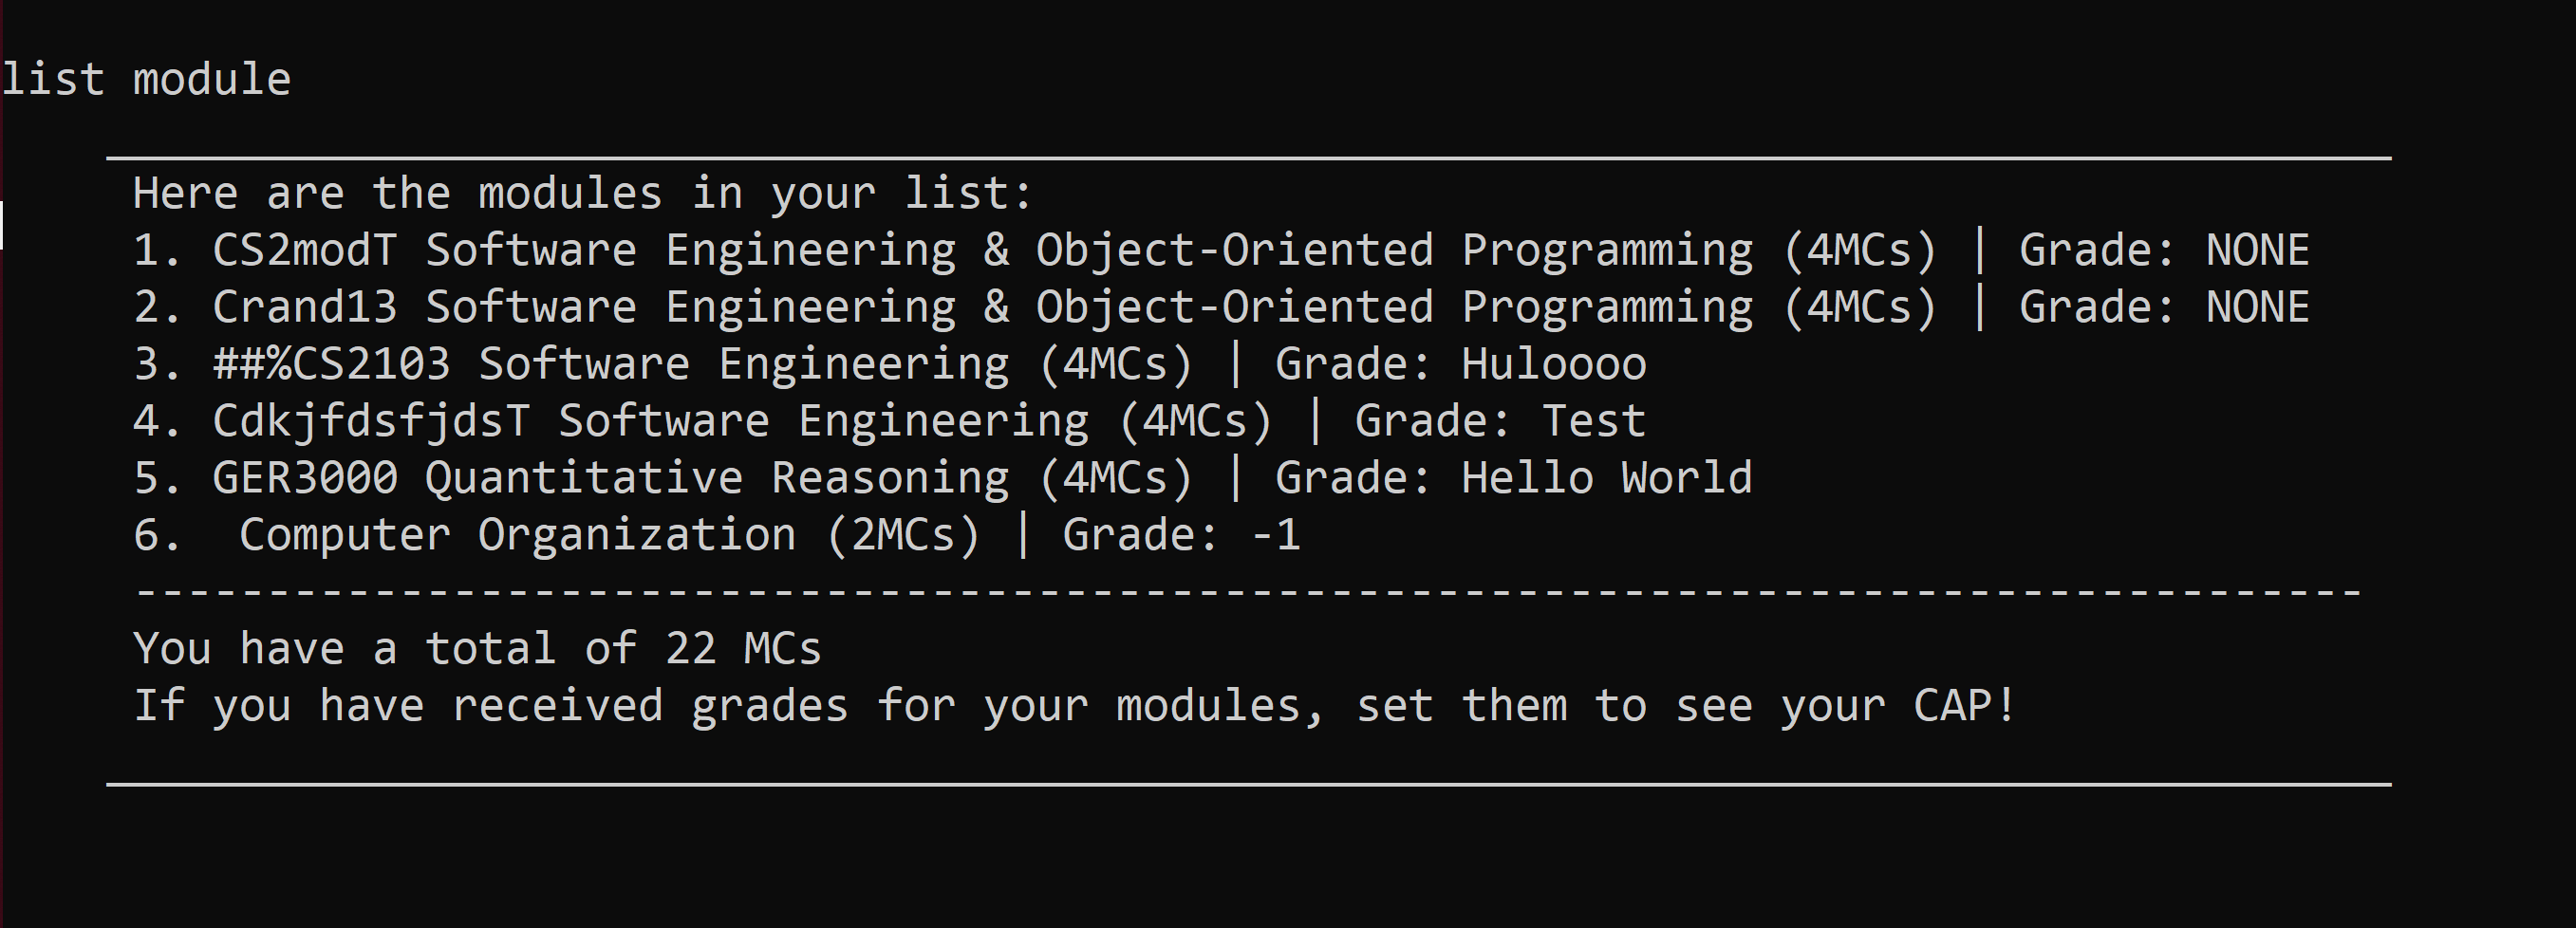 list module
Here are the modules in your list:
1. CS2modT Software Engineering & Object-Oriented Programming (4MCs) | Grade: NONE
2. Crand13 Software Engineering & Object-Oriented Programming (4MCs) | Grade: NONE
3. ##%CS2103 Software Engineering (4MCs) | Grade: Huloooo
4. CdkjfdsfjdsT Software Engineering (4MCs) | Grade: Test
5. GER3000 Quantitative Reasoning (4MCs) | Grade: Hello World
6.  Computer Organization (2MCs) | Grade: -1
------------------------------------------------------------------------------------
You have a total of 22 MCs
If you have received grades for your modules, set them to see your CAP!